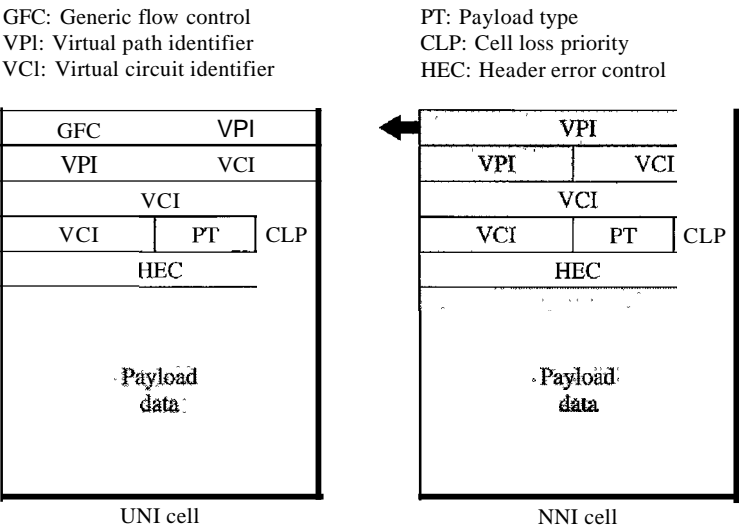 GFC: Generic flow control
VPl: Virtual path identifier
VCl: Virtual circuit identifier
PT: Payload type
CLP: Cell loss priority
HEC: Header error control
GFC VPI
VPI VCI
VCI
VCI PT CLP
HEC
Payload
data
UNI cell
VPI
VPI VCI
VCI
VCI PT CLP
HEC
Payload
data
NNI cell